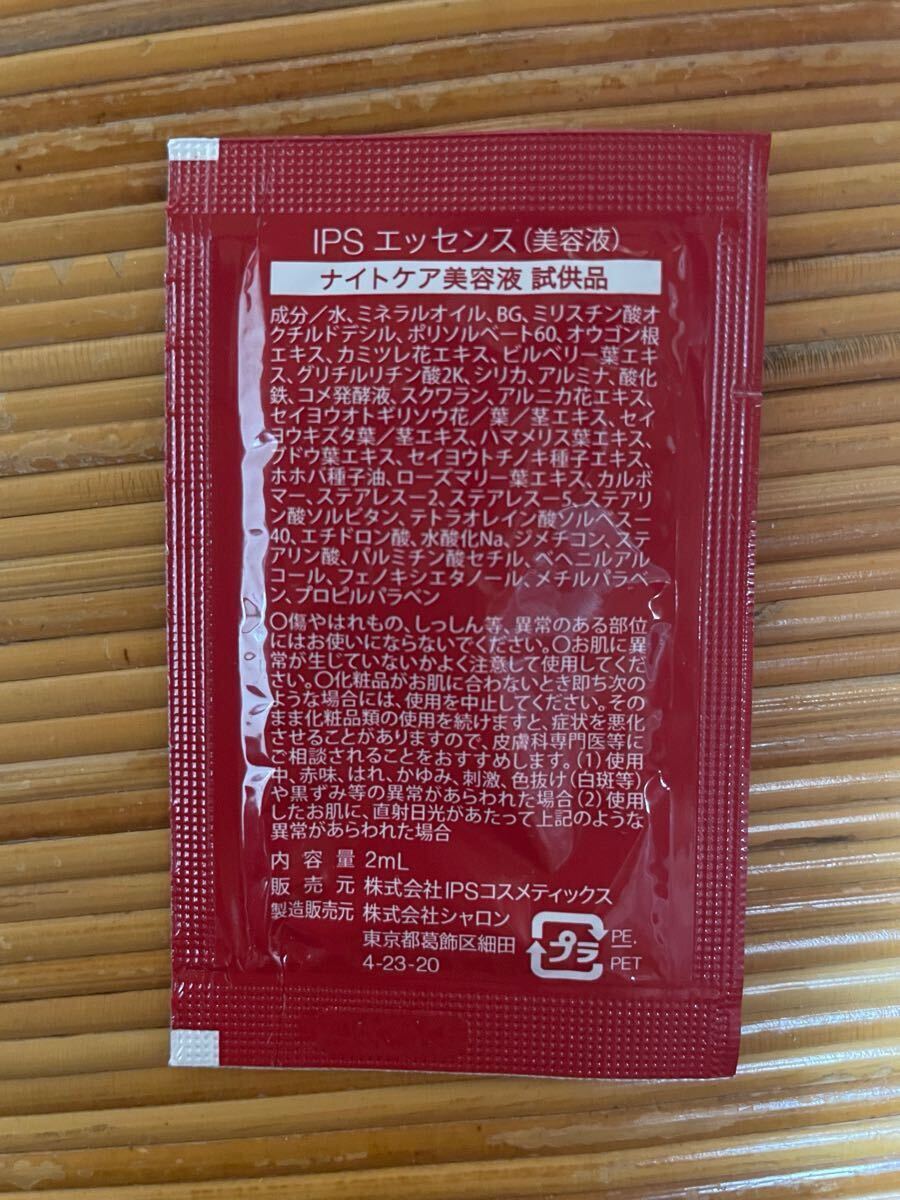 IPS エッセンス(美容液)
ナイトケア美容液 試供品
成分/水、ミネラルオイル、BG、ミリスチン酸オ
クチルドデシル、ポリソルベート60、オウゴン根
エキス、カミツレ花エキス、ビルベリー葉エキ
ス、グリチルリチン酸2K、シリカ、アルミナ、酸化
鉄、コメ発酵液、スクワラン、アルニカ花エキス、
セイヨウオトギリソウ花/葉/茎エキス、セイ
ヨウキズタ葉/茎エキス、ハマメリス葉エキス、
ブドウ葉エキス、セイヨウトチノキ種子エキス、
ホホバ種子油、ローズマリー葉エキス、カルボ
マー、ステアレスー2、ステアレスー5、ステアリ
ン酸ソルビタン、テトラオレイン酸ソルベスー
40、エチドロン酸、水酸化Na、ジメチコン、ステ
アリン酸、パルミチン酸セチル、ベヘニルアル
コール、フェノキシエタノール、メチルパラベ
ン、プロピルパラベン
〇傷やはれもの、しっしん等、異常のある部位
にはお使いにならないでください。〇お肌に異
常が生じていないかよく注意して使用してくだ
さい。〇化粧品がお肌に合わないとき即ち次の
ような場合には、使用を中止してください。その
まま化粧品類の使用を続けますと、症状を悪化
させることがありますので、皮膚科専門医等に
ご相談されることをおすすめします。(1)使用
中、赤味、はれ、かゆみ、刺激、色抜け(白斑等)
や黒ずみ等の異常があらわれた場合(2)使用
したお肌に、直射日光があたって上記のような
異常があらわれた場合
内容量 2mL
販売元 株式会社IPSコスメティックス
製造販売元 株式会社シャロン
東京都葛飾区細田
4-23-20
プラ
PE.
PET